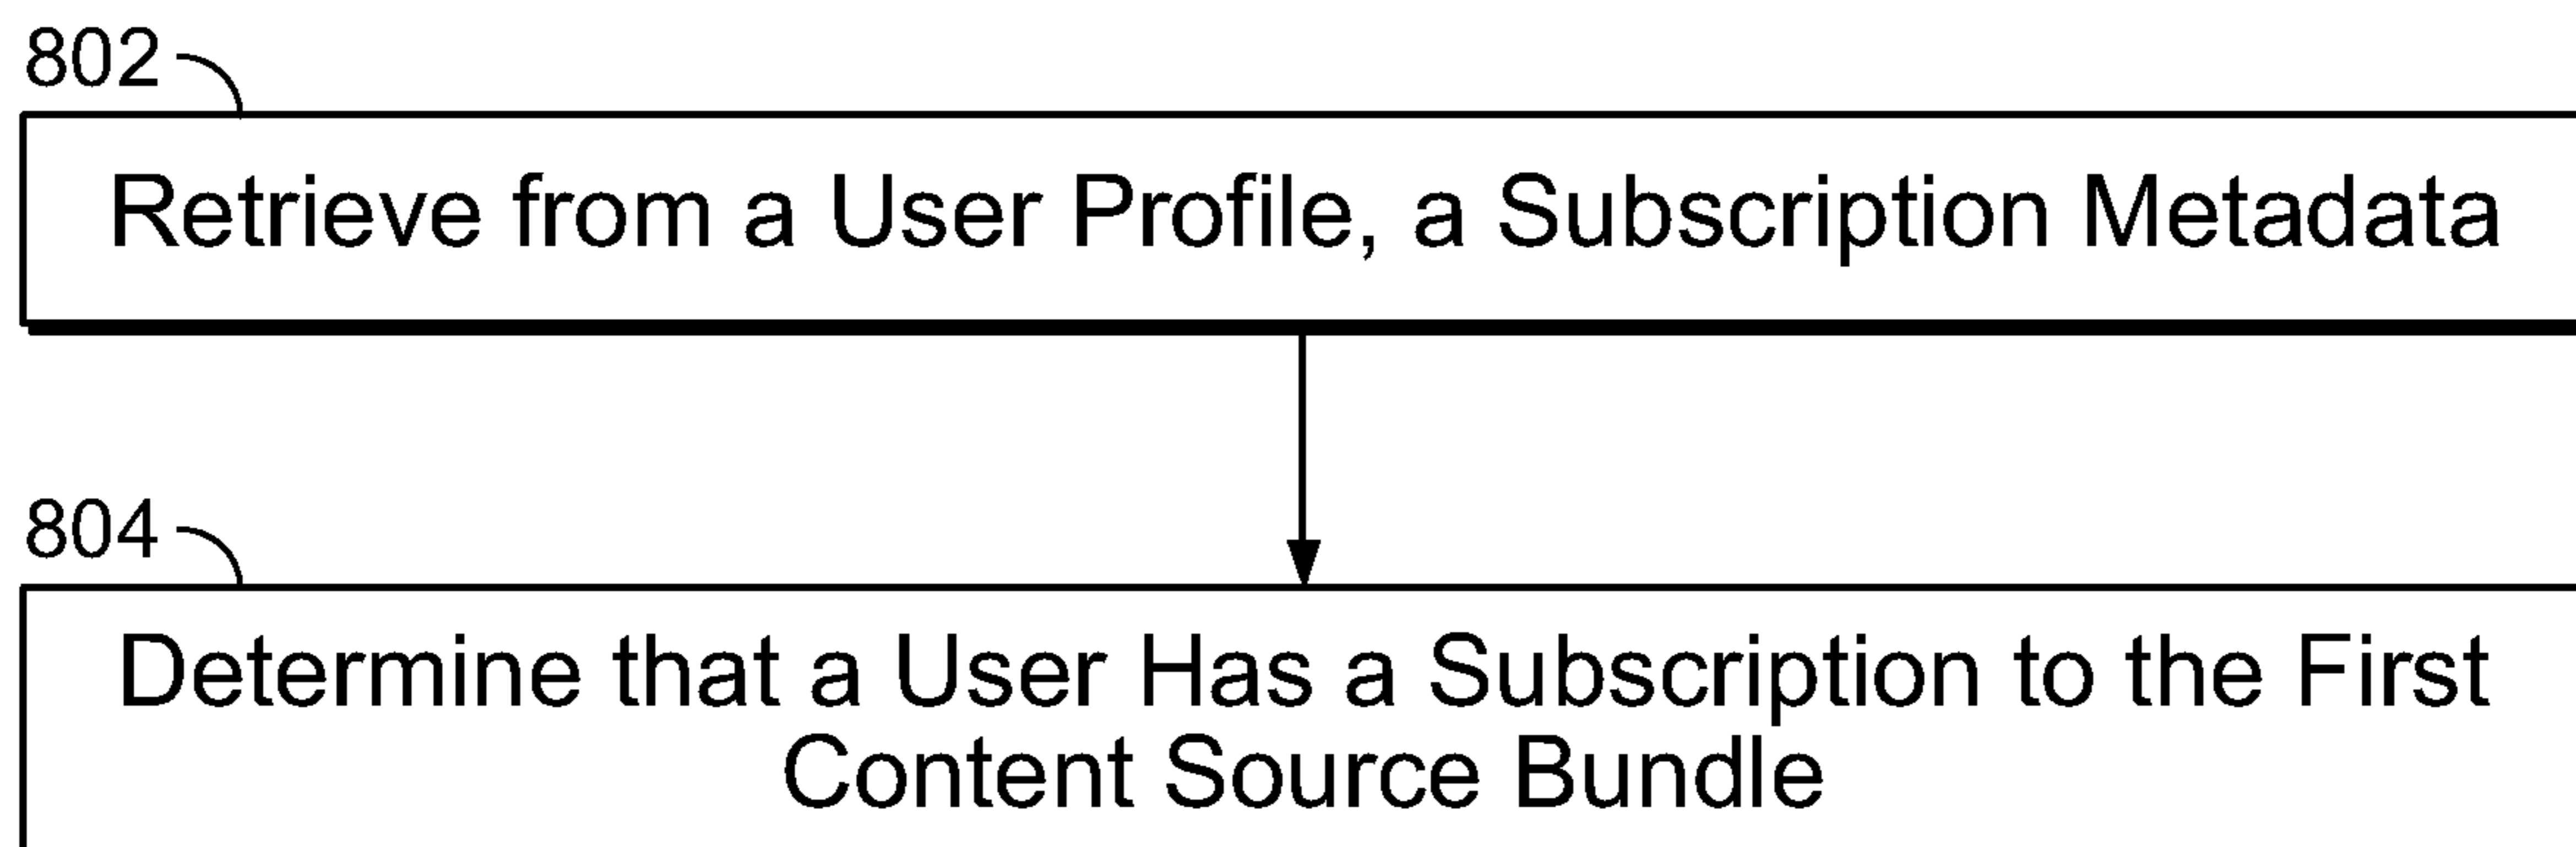 802
Retrieve from a User Profile, a Subscription Metadata
804
Determine that a User Has a Subscription to the First
Content Source Bundle